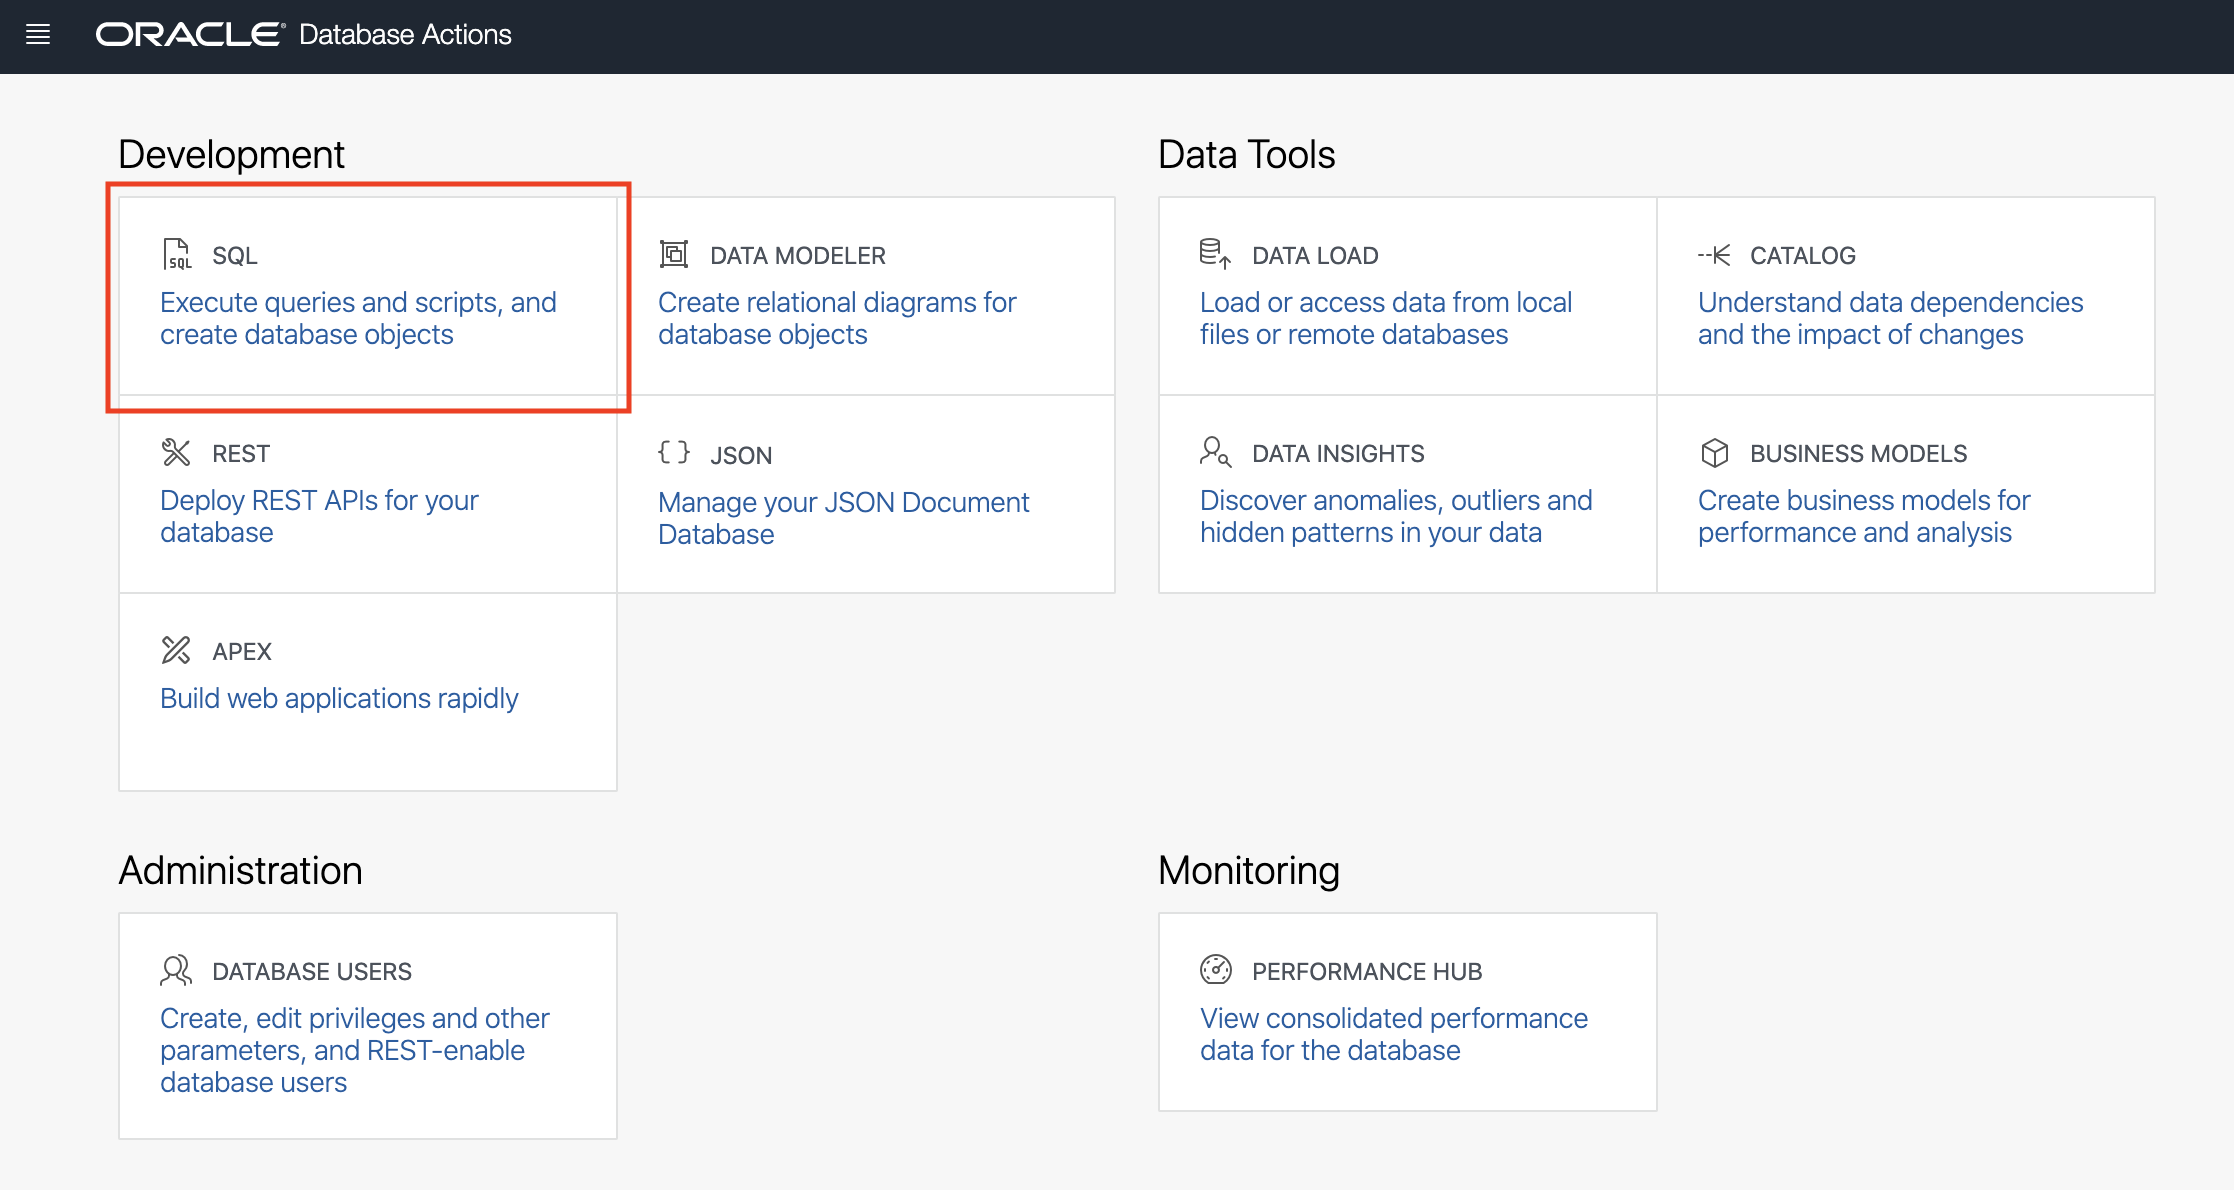 ORACLE® Database Actions
Development
SQL
Execute queries and scripts, and
create database objects
DATA MODELER
Create relational diagrams for
database objects
REST
Deploy REST APIs for your
database
JSON
Manage your JSON Document
Database
APEX
Build web applications rapidly
Data Tools
DATA LOAD
Load or access data from local
files or remote databases
CATALOG
Understand data dependencies
and the impact of changes
DATA INSIGHTS
Discover anomalies, outliers and
hidden patterns in your data
BUSINESS MODELS
Create business models for
performance and analysis
Administration
DATABASE USERS
Create, edit privileges and other
parameters, and REST-enable
database users
Monitoring
PERFORMANCE HUB
View consolidated performance
data for the database